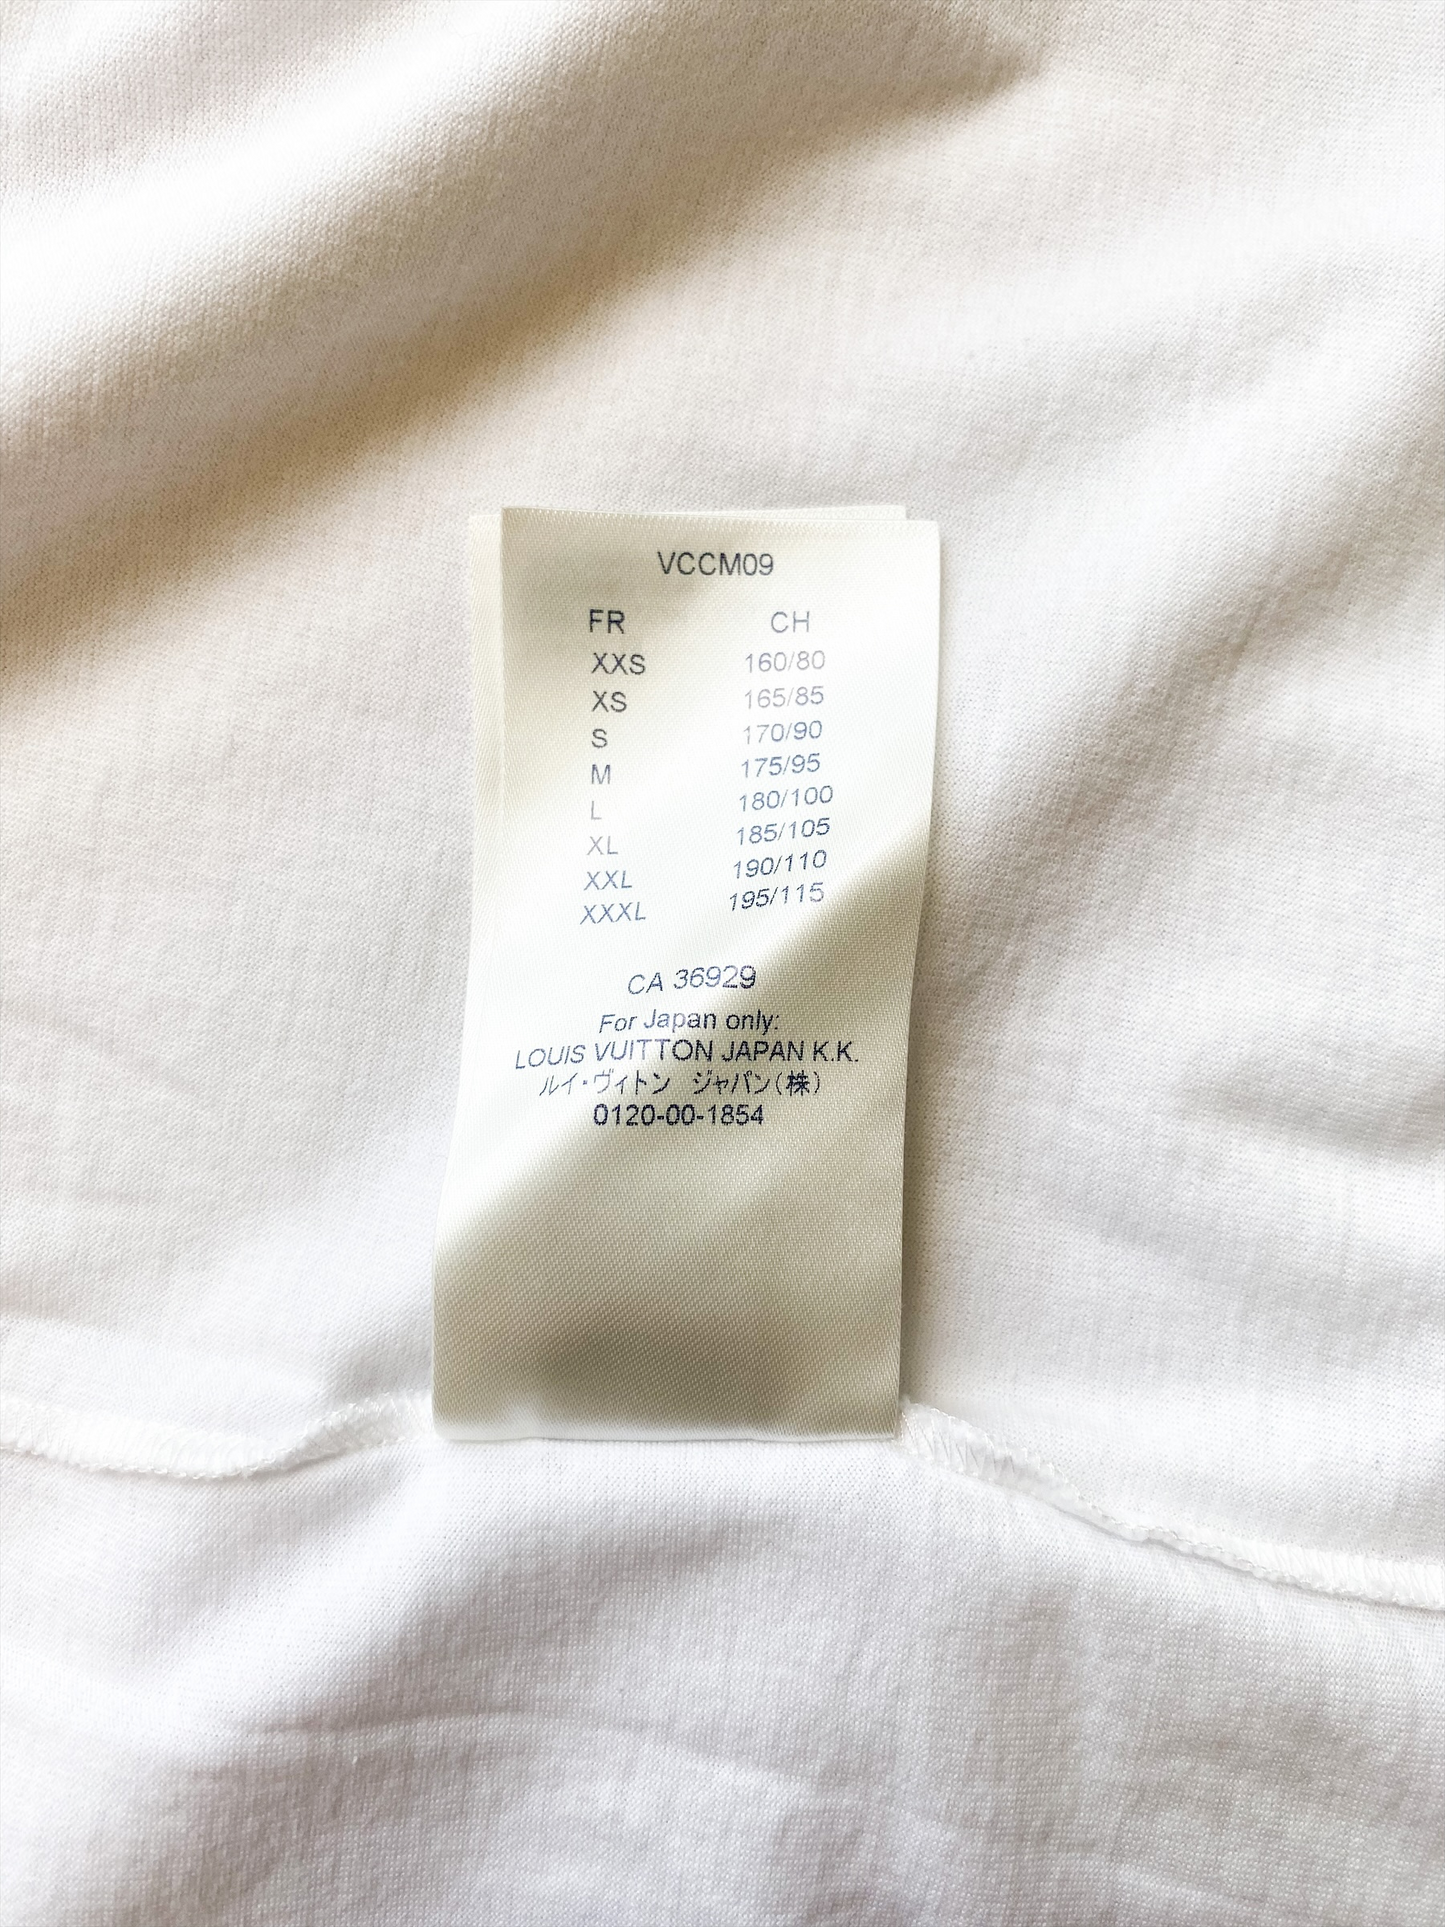 VCCM09
FR CH
XXS 160/80
XS 165/85
S 170/90
M 175/95
L 180/100
XL 185/105
XXL 190/110
XXXL 195/115
CA 36929
For Japan only:
LOUIS VUITTON JAPAN K.K.
ルイ・ヴィトン ジャパン(株)
0120-00-1854